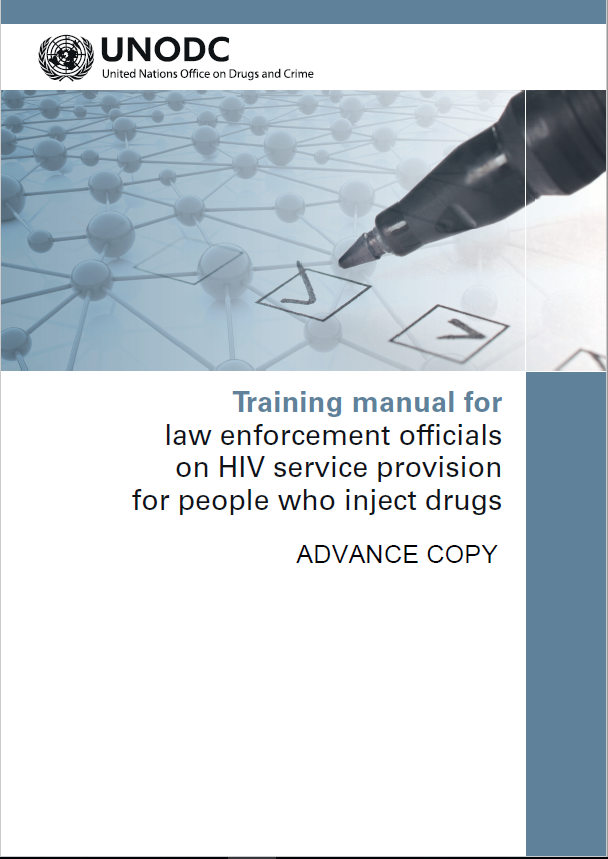 UNODC
United Nations Office on Drugs and Crime
Training manual for
law enforcement officials
on HIV service provision
for people who inject drugs
ADVANCE COPY